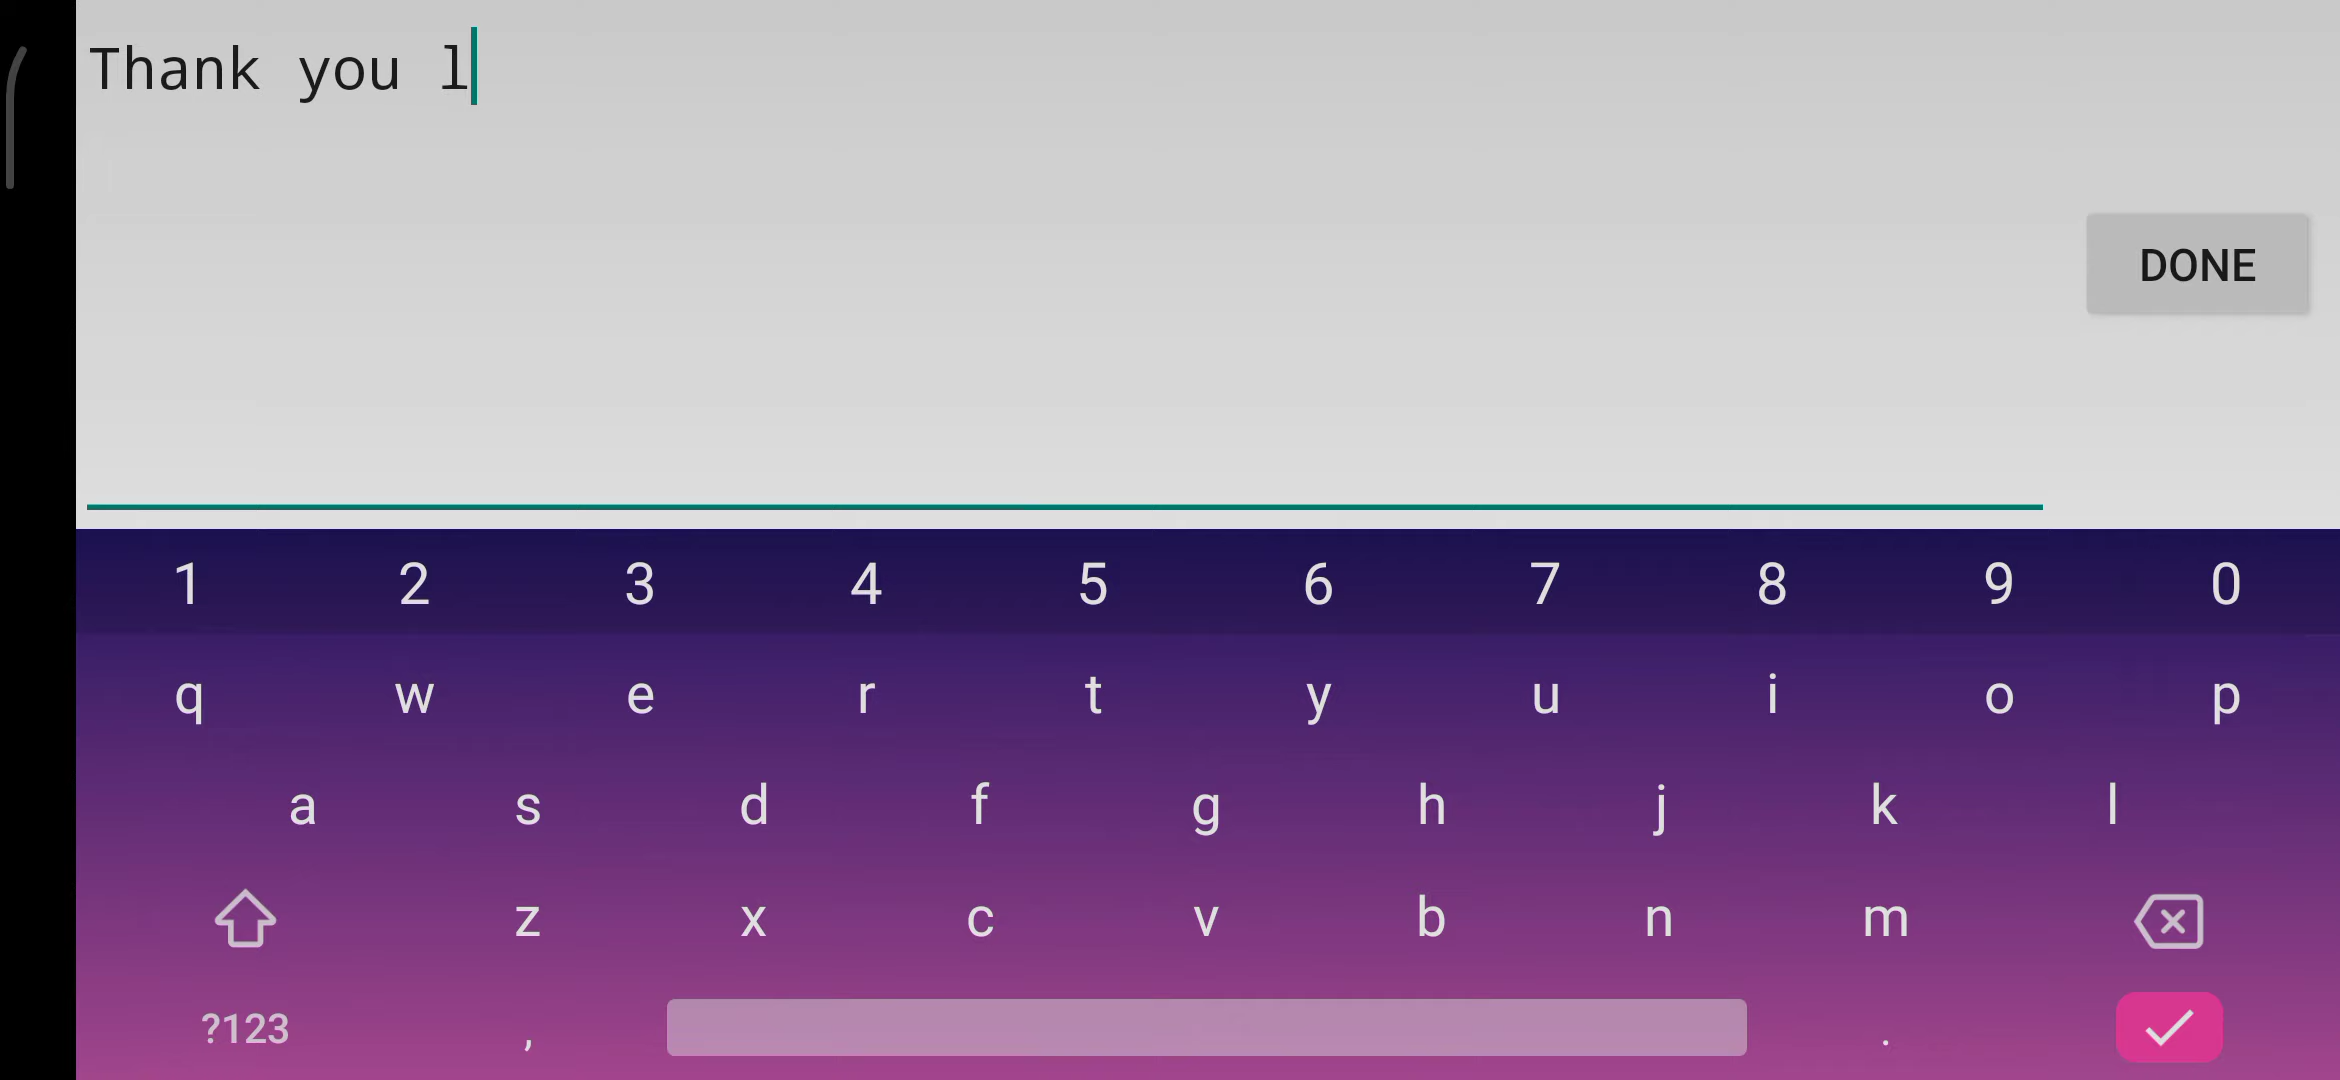 Thank you l
DONE
1 2 3 4 5 6 7 8 9 0
q w e r t y u i o p
a s d f g h j k l
z x c v b n m
?123 , .